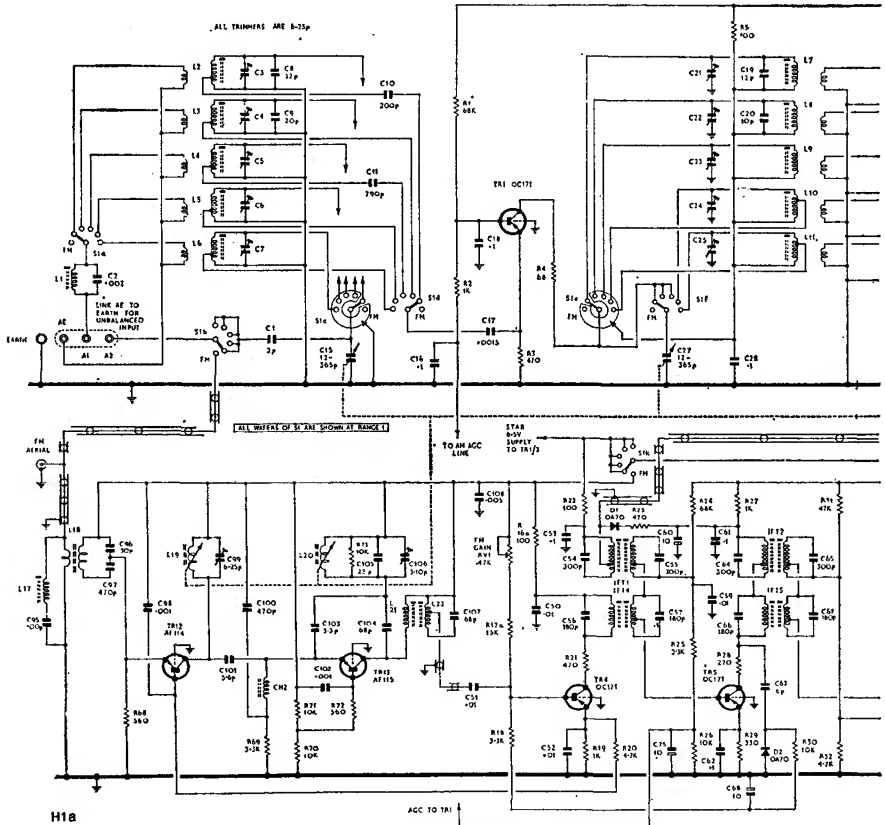 ALL TRIMMERS ARE 6-25p
R5
100
L2
C3
C8
12p
C10
200p
C21
C19
12p
L7
R1
68K
L3
C4
C9
20p
C22
C20
10p
L8
L4
C5
TR1 OC171
C23
L9
C11
290p
L5
C6
C24
L10
L6
C7
C18
·1
R4
68
C25
FM
S1a
R2
1K
L1
C2
·002
LINK AE TO
EARTH FOR
UNBALANCED
INPUT
S1c
FM
S1d
FM
C17
·0015
S1e
FM
S1F
FM
AE
S1b
C1
3p
EARTH
A1
A2
FM
C15
12-
365p
C16
·1
R3
470
C27
12-
365p
C28
·1
ALL WAFERS OF S1 ARE SHOWN AT RANGE 1
FM
AERIAL
TO AM AGC
LINE
STAB
8·5V
SUPPLY
TO TR1/3
S1k
FM
C108
·005
R22
100
D1
OA70
R23
470
R24
68K
R27
1K
R31
47K
L18
C96
30p
L19
C99
6-25p
L20
R73
10K
C105
22p
C106
3-10p
FM
GAIN
RV1
·47K
R
16a
100
C53
·1
C60
10
C61
·1
IFT2
C54
300p
C55
300p
C64
300p
C65
300p
L17
C97
470p
IFT1
IFT4
C59
·01
IFT5
C95
C98
·001
C100
470p
L
21
L22
C107
68p
C50
·01
C56
180p
C57
180p
C66
180p
C67
180p
TR12
AF114
C103
3·3p
C104
68p
R17a
15K
R25
3·3K
R28
270
C101
5·6p
C102
·001
TR13
AF115
R21
470
TR5
OC171
CH2
C51
·01
TR4
OC171
C63
4p
R68
560
R71
10K
R72
560
R18
3·3K
R69
3·3K
R70
10K
C52
·01
R19
1K
R20
4·7K
C75
10
R26
10K
C62
·1
R29
330
D2
OA70
R30
10K
R32
4·7K
C68
10
H1a
AGC TO TR1